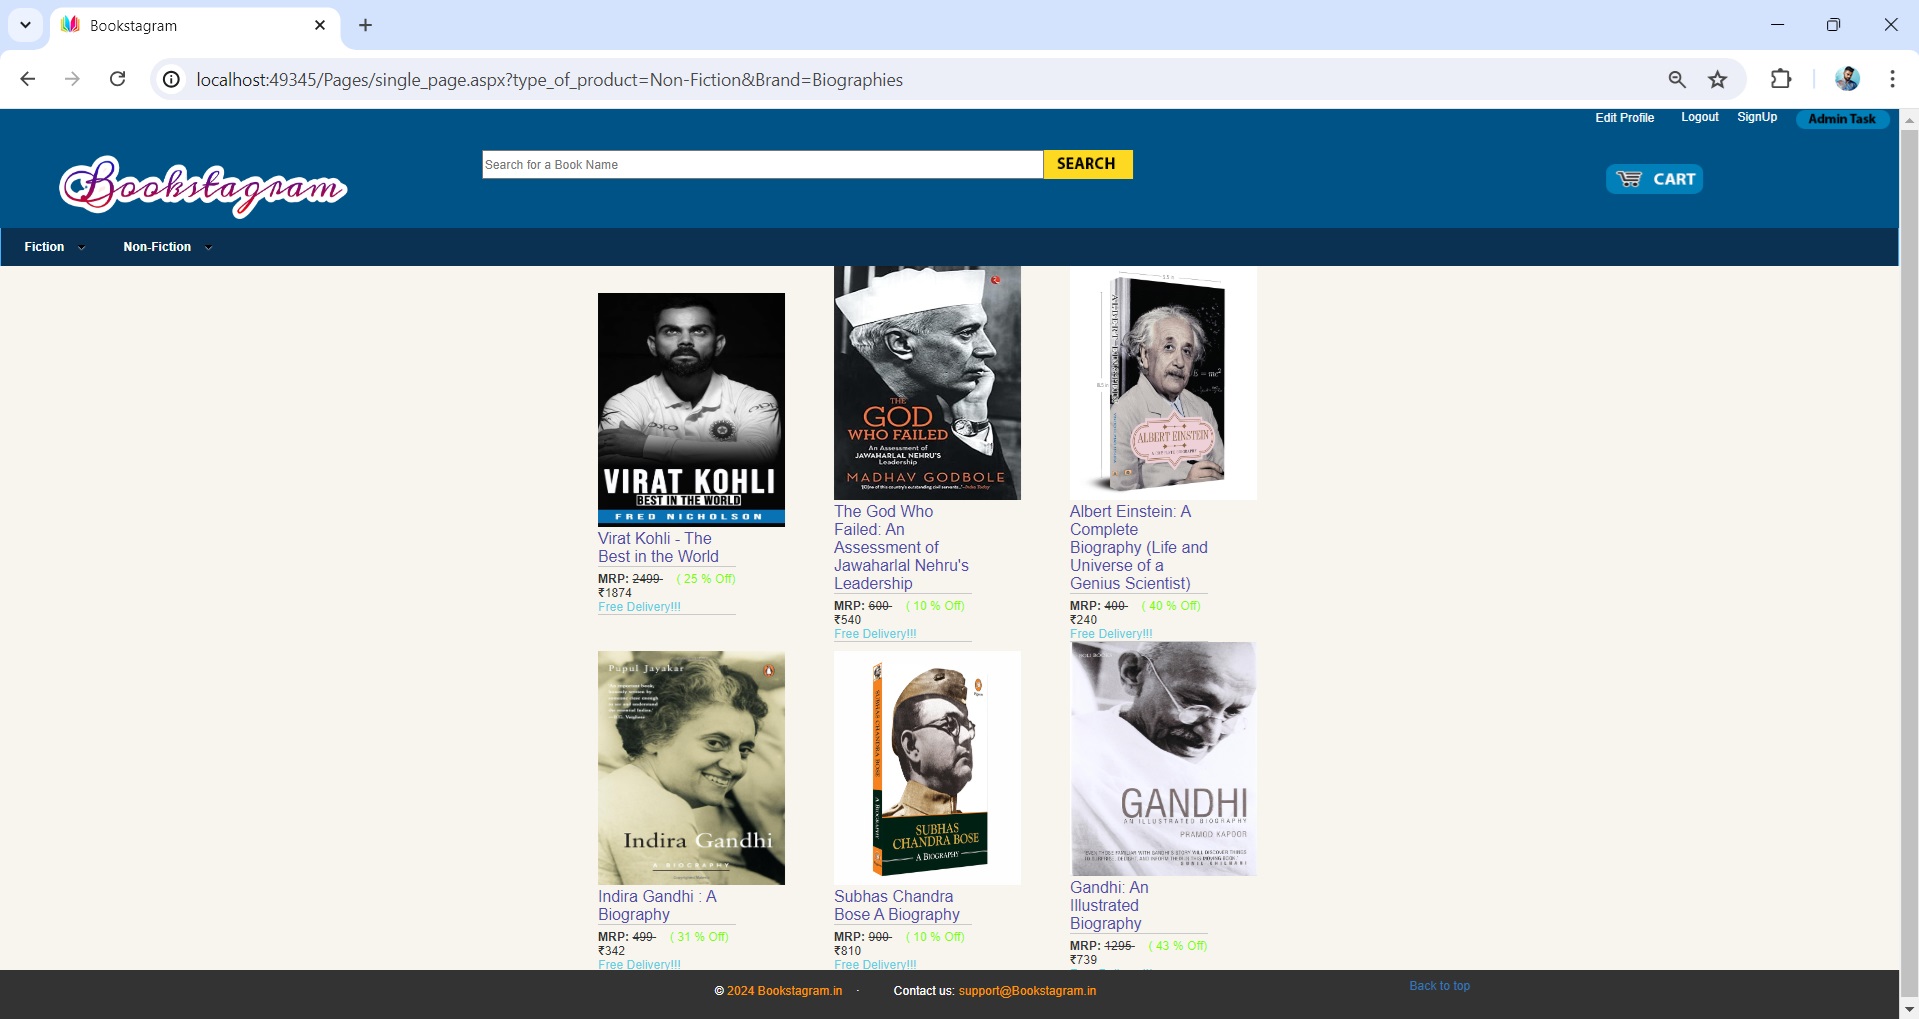 Bookstagram
localhost:49345/Pages/single_page.aspx?type_of_product=Non-Fiction&Brand=Biographies
Edit Profile Logout SignUp Admin Task
Bookstagram
Search for a Book Name SEARCH
CART
Fiction Non-Fiction
VIRAT KOHLI
BEST IN THE WORLD
FRED NICHOLSON
Virat Kohli - The
Best in the World
MRP: 2499 ( 25 % Off)
₹1874
Free Delivery!!!
THE
GOD
WHO FAILED
An Assessment of
JAWAHARLAL NEHRU'S
Leadership
MADHAV GODBOLE
The God Who
Failed: An
Assessment of
Jawaharlal Nehru's
Leadership
MRP: 600 ( 10 % Off)
₹540
Free Delivery!!!
ALBERT EINSTEIN
Albert Einstein: A
Complete
Biography (Life and
Universe of a
Genius Scientist)
MRP: 400 ( 40 % Off)
₹240
Free Delivery!!!
Pupul Jayakar
Indira Gandhi
A BIOGRAPHY
Indira Gandhi : A
Biography
MRP: 499 ( 31 % Off)
₹342
Free Delivery!!!
SUBHAS CHANDRA BOSE
A BIOGRAPHY
SUBHAS
CHANDRA BOSE
A BIOGRAPHY
Subhas Chandra
Bose A Biography
MRP: 900 ( 10 % Off)
₹810
Free Delivery!!!
GANDHI
AN ILLUSTRATED BIOGRAPHY
PRAMOD KAPOOR
Gandhi: An
Illustrated
Biography
MRP: 1295 ( 43 % Off)
₹739
© 2024 Bookstagram.in · Contact us: support@Bookstagram.in
Back to top